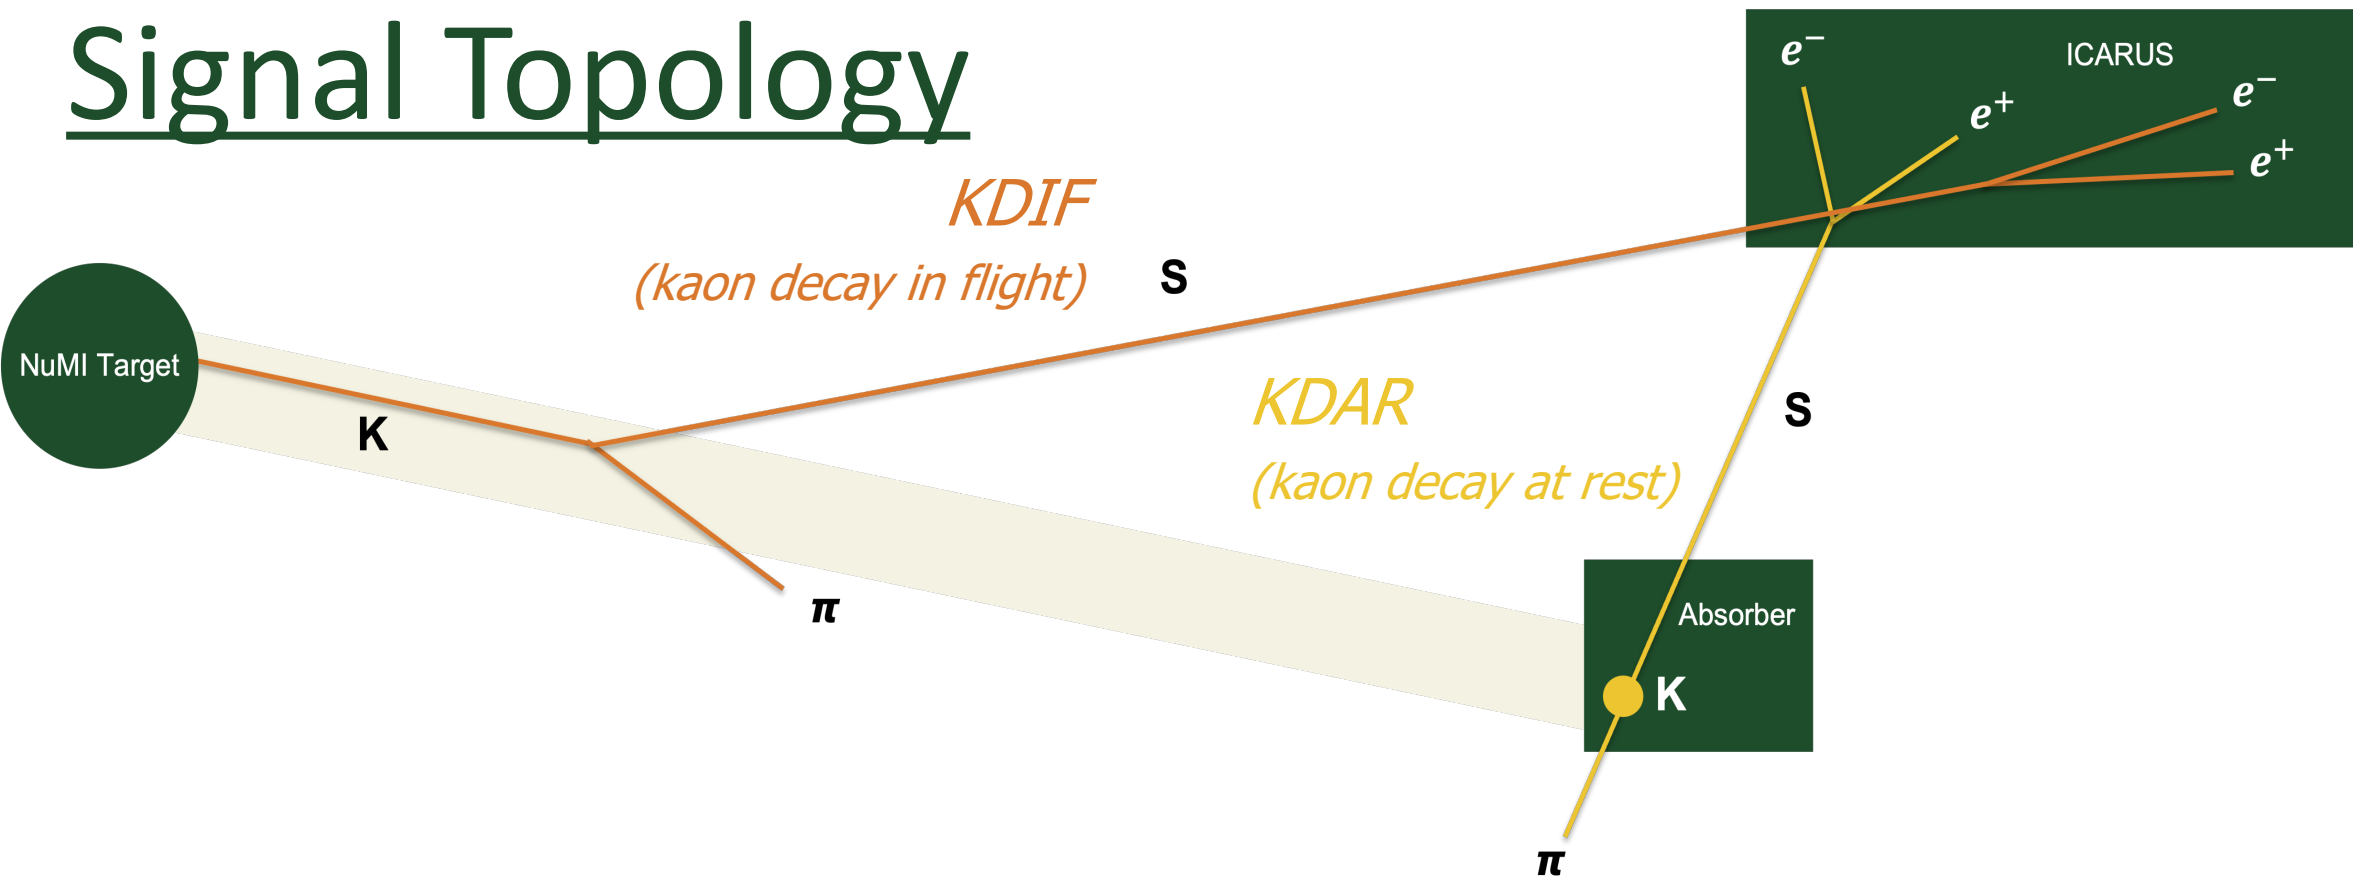 Signal Topology
e⁻
ICARUS
e⁻
e⁺
e⁺
KDIF
(kaon decay in flight)
S
NuMI Target
K
KDAR
(kaon decay at rest)
S
π
Absorber
K
π